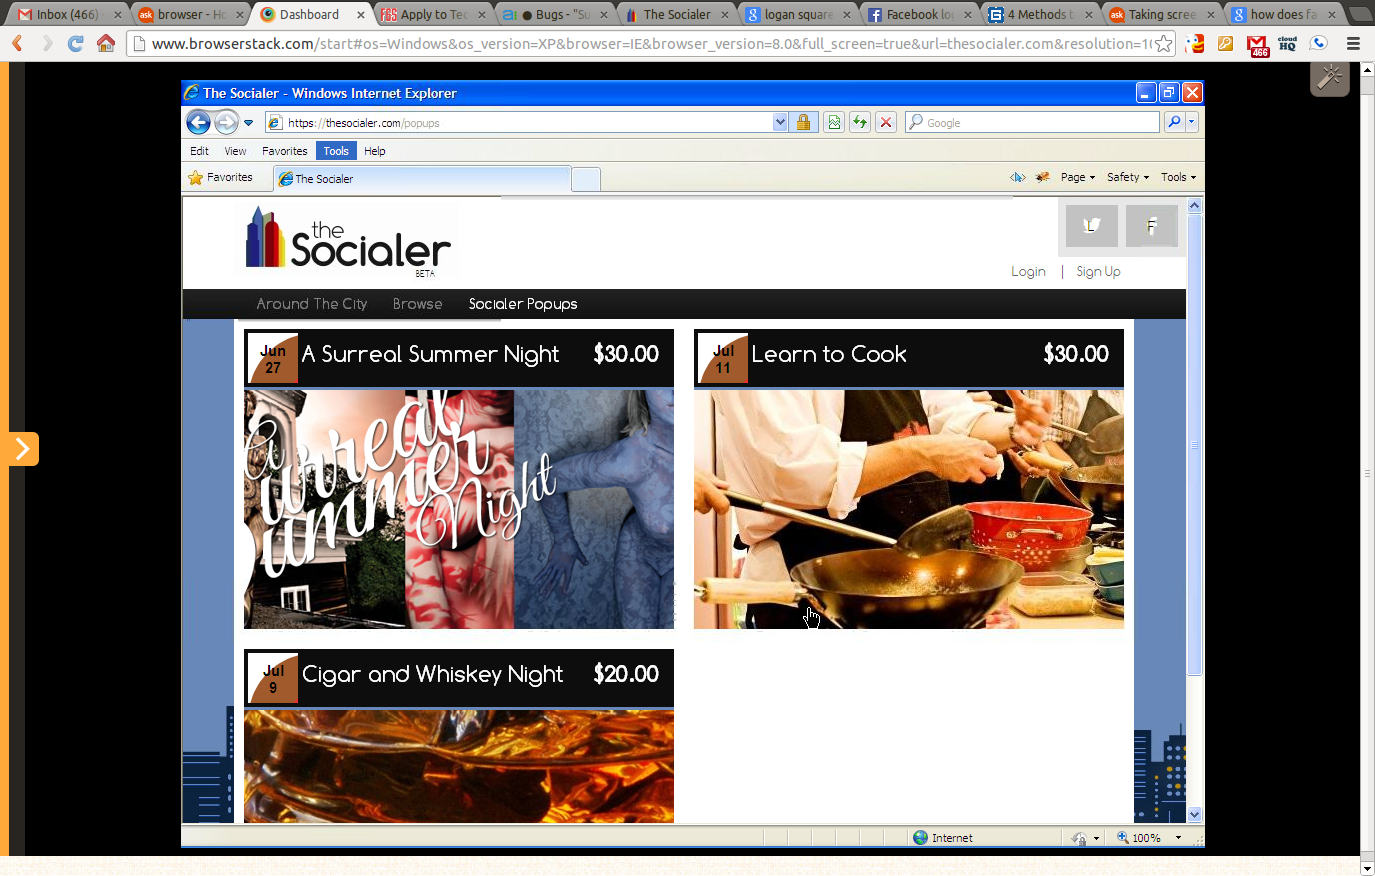 Inbox (466)
browser - Ho
Dashboard
Apply to Tec
Bugs - "Su
The Socialer
logan square
Facebook lo
4 Methods t
Taking scree
how does fa
www.browserstack.com/start#os=Windows&os_version=XP&browser=IE&browser_version=8.0&full_screen=true&url=thesocialer.com&resolution=10
466
cloud
HQ
The Socialer - Windows Internet Explorer
https://thesocialer.com/popups
Google
Edit View Favorites Tools Help
Favorites
The Socialer
Page Safety Tools
the
Socialer
BETA
Login | Sign Up
Around The City Browse Socialer Popups
Jun
27
A Surreal Summer Night $30.00
Jul
11
Learn to Cook $30.00
a
Surreal
Summer
Night
Jul
9
Cigar and Whiskey Night $20.00
Internet
100%